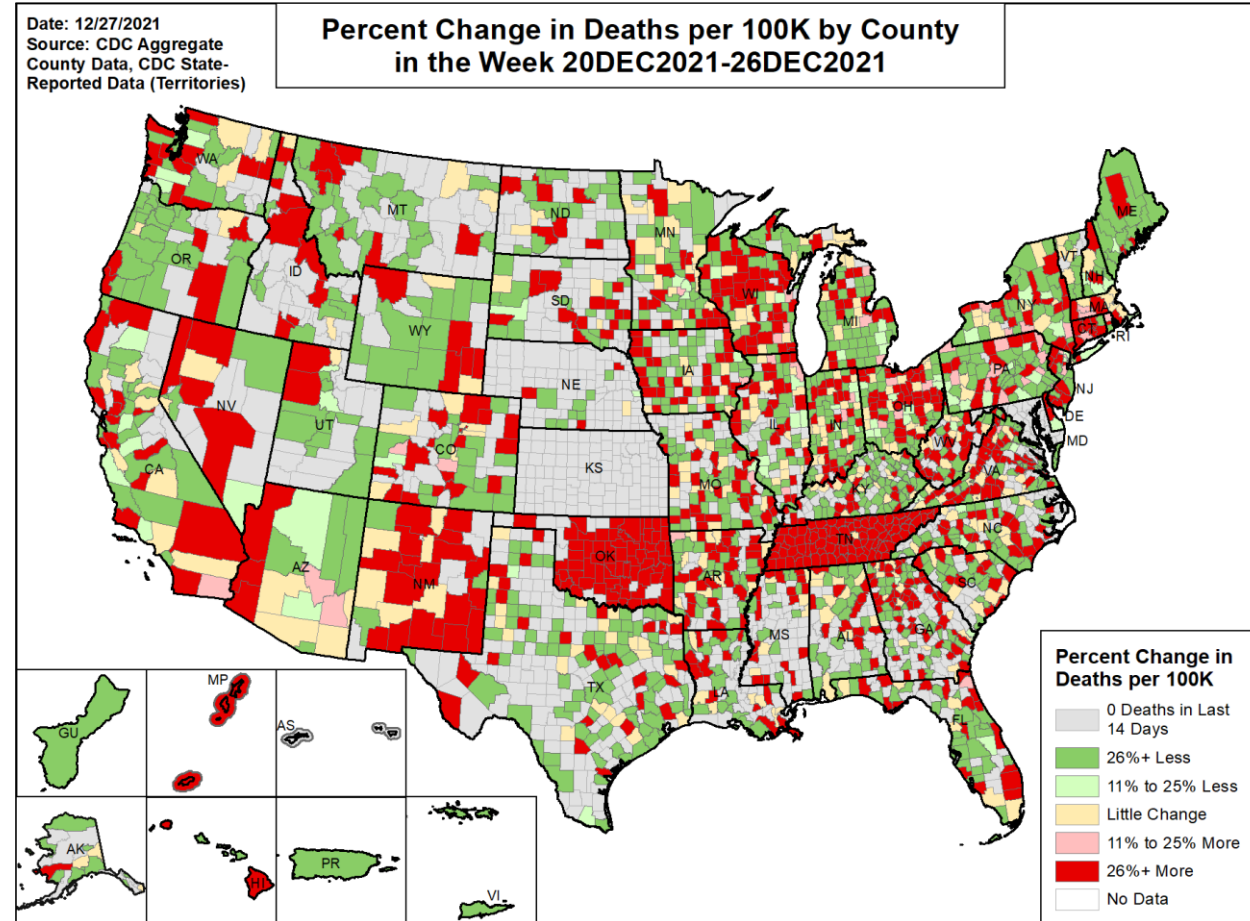 Date: 12/27/2021
Source: CDC Aggregate
County Data, CDC State-
Reported Data (Territories)
Percent Change in Deaths per 100K by County
in the Week 20DEC2021-26DEC2021
WA
MT
ND
MN
ME
OR
ID
SD
WI
VT
NH
NY
MA
WY
MI
CT
RI
IA
PA
NE
NV
NJ
UT
IL
IN
OH
DE
CO
WV
MD
CA
KS
MO
VA
KY
NC
TN
AZ
NM
OK
AR
SC
MS
AL
GA
TX
LA
FL
GU
MP
AS
AK
HI
PR
VI
Percent Change in
Deaths per 100K
0 Deaths in Last
14 Days
26%+ Less
11% to 25% Less
Little Change
11% to 25% More
26%+ More
No Data